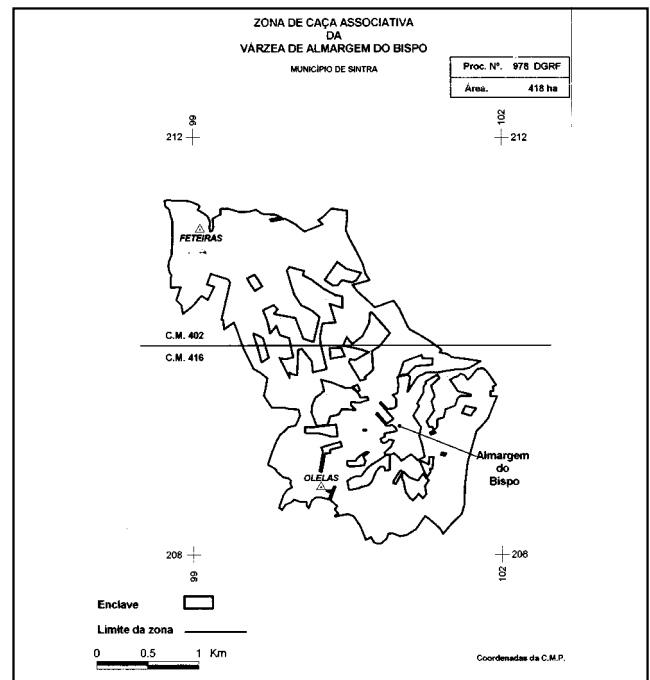 ZONA DE CAÇA ASSOCIATIVA
DA
VÁRZEA DE ALMARGEM DO BISPO
MUNICÍPIO DE SINTRA
Proc. Nº. 978 DGRF
Área. 418 ha
99
102
212
212
FETEIRAS
C.M. 402
C.M. 416
Almargem
do
Bispo
OLELAS
208
208
99
102
Enclave
Limite da zona
0 0.5 1 Km
Coordenadas da C.M.P.